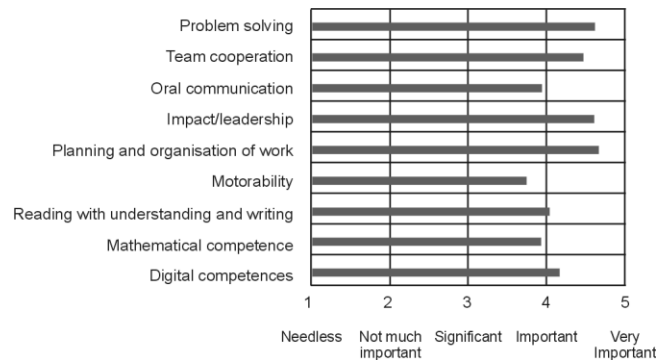 Problem solving
Team cooperation
Oral communication
Impact/leadership
Planning and organisation of work
Motorability
Reading with understanding and writing
Mathematical competence
Digital competences
1 2 3 4 5
Needless Not much important Significant Important Very Important